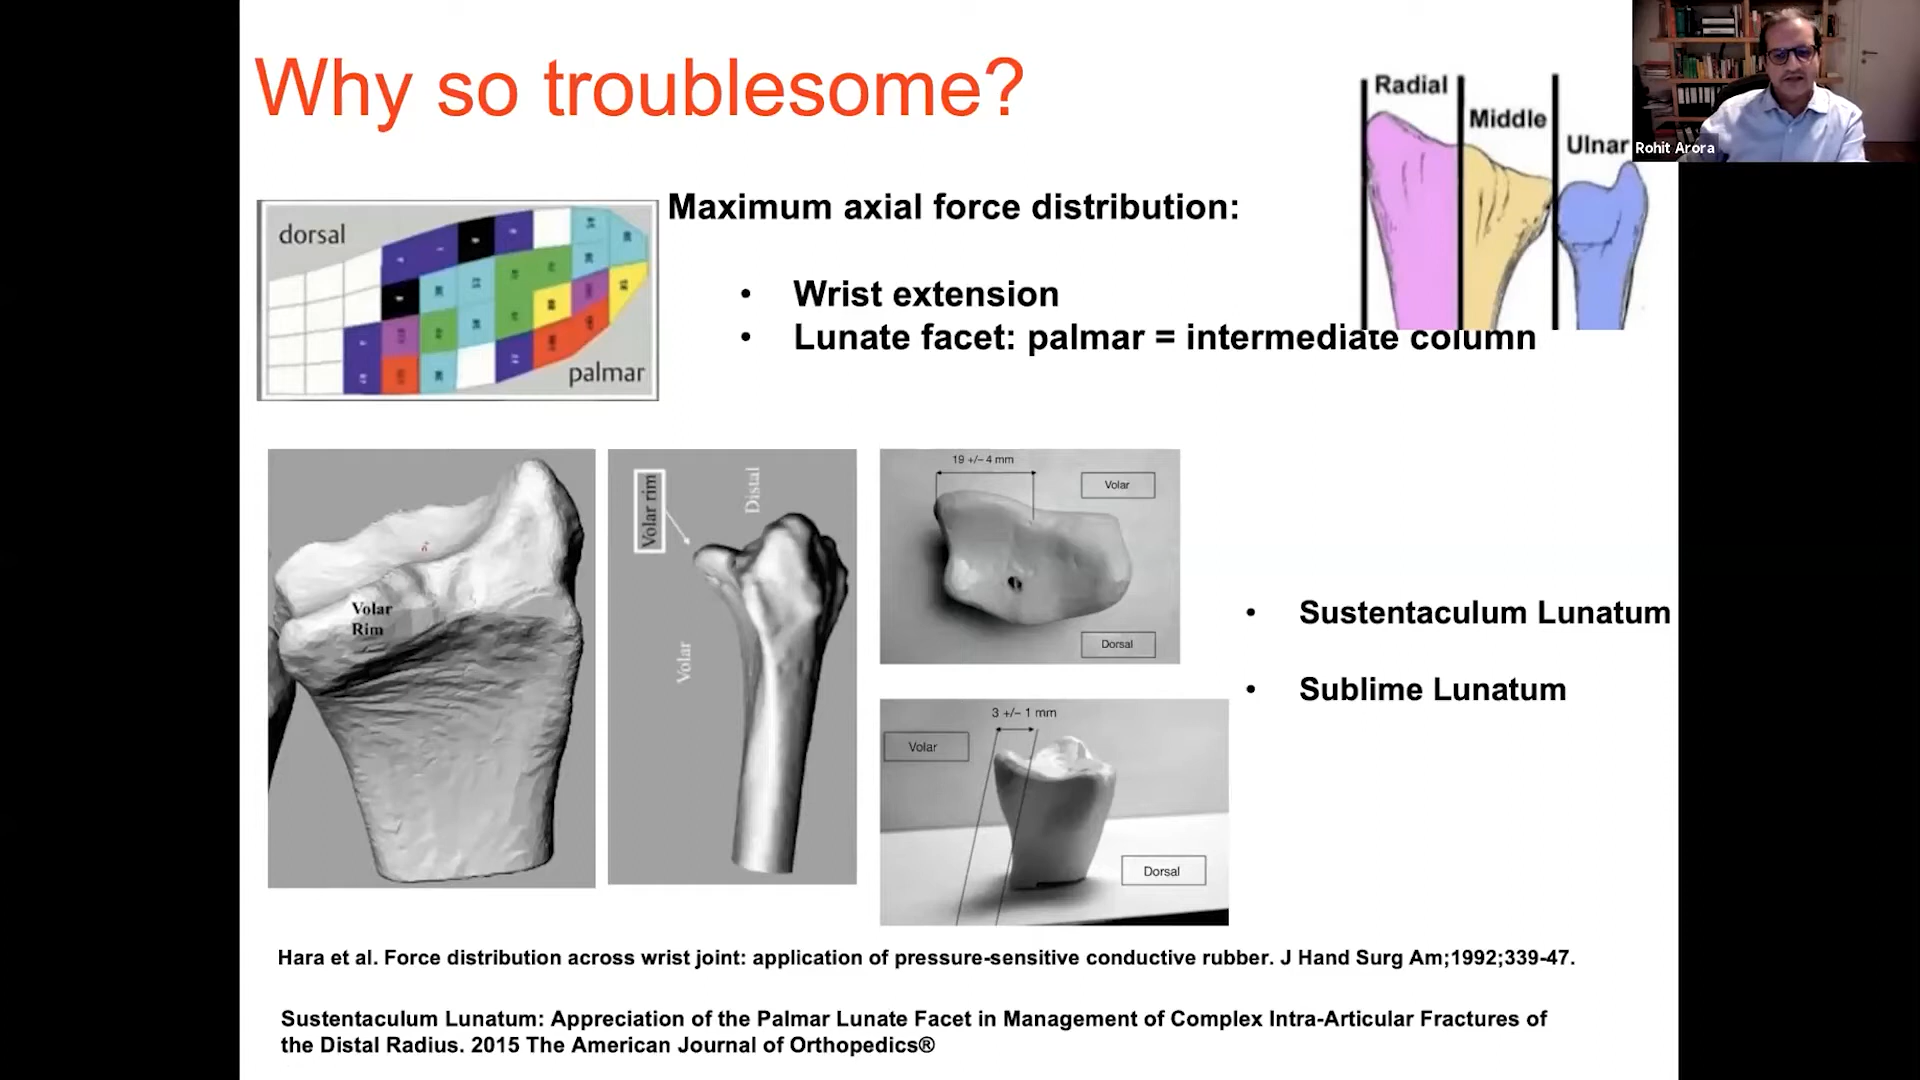 Why so troublesome?
Radial
Middle
Ulnar
Rohit Arora
dorsal
palmar
Maximum axial force distribution:
• Wrist extension
• Lunate facet: palmar = intermediate column
Volar
Rim
Volar rim
Distal
Volar
19 +/– 4 mm
Volar
Dorsal
3 +/– 1 mm
Volar
Dorsal
• Sustentaculum Lunatum
• Sublime Lunatum
Hara et al. Force distribution across wrist joint: application of pressure-sensitive conductive rubber. J Hand Surg Am;1992;339-47.
Sustentaculum Lunatum: Appreciation of the Palmar Lunate Facet in Management of Complex Intra-Articular Fractures of
the Distal Radius. 2015 The American Journal of Orthopedics®